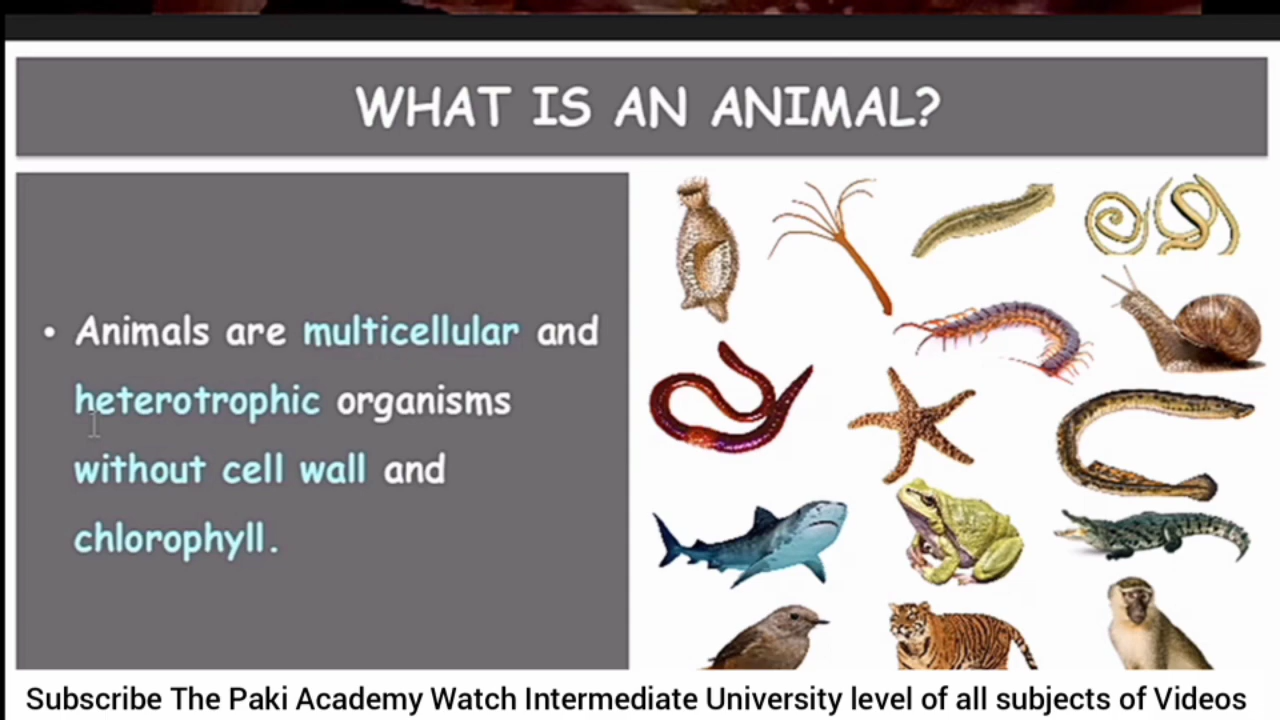 WHAT IS AN ANIMAL?
• Animals are multicellular and
heterotrophic organisms
without cell wall and
chlorophyll.
Subscribe The Paki Academy Watch Intermediate University level of all subjects of Videos